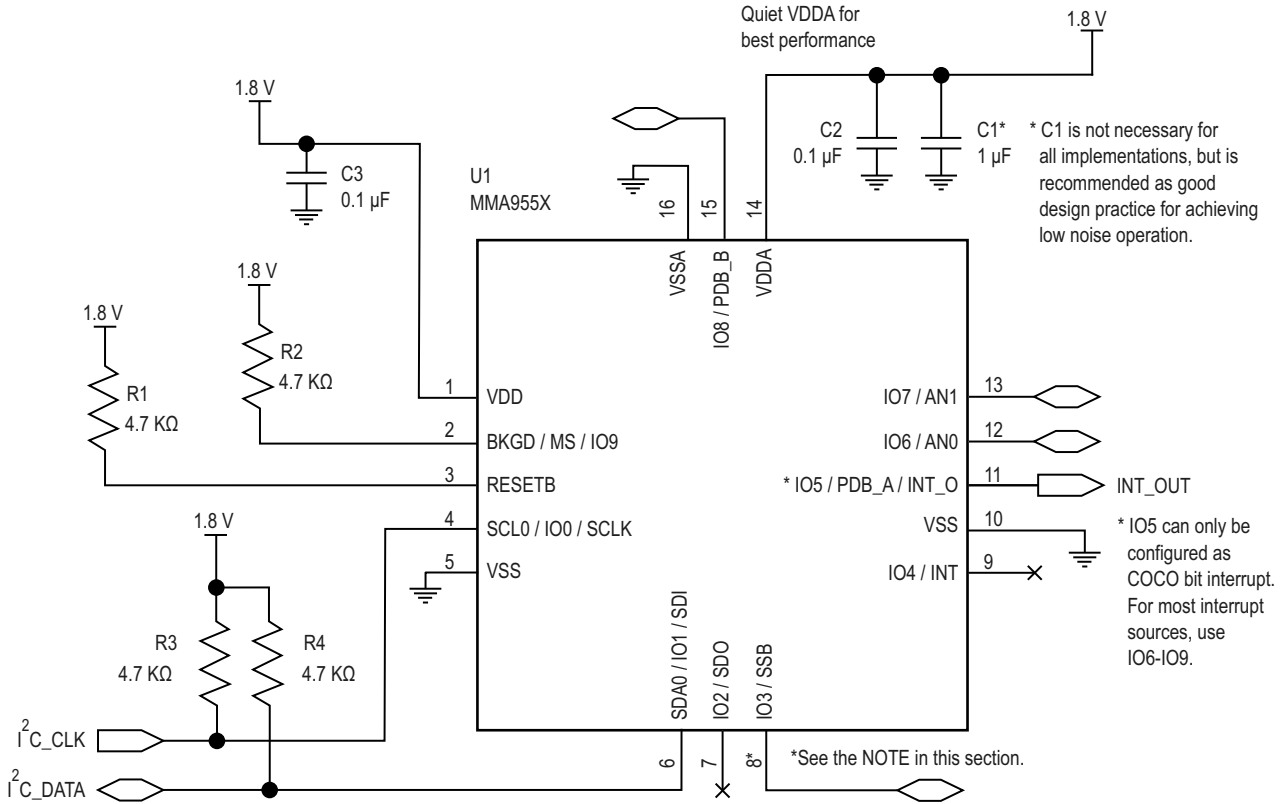 Quiet VDDA for
best performance
1.8 V
1.8 V
C3
0.1 µF
C2
0.1 µF
C1*
1 µF
* C1 is not necessary for
all implementations, but is
recommended as good
design practice for achieving
low noise operation.
U1
MMA955X
16
15
14
VSSA
IO8 / PDB_B
VDDA
1.8 V
R2
4.7 KΩ
1.8 V
R1
4.7 KΩ
1 VDD
2 BKGD / MS / IO9
3 RESETB
4 SCL0 / IO0 / SCLK
5 VSS
IO7 / AN1 13
IO6 / AN0 12
* IO5 / PDB_A / INT_O 11 INT_OUT
VSS 10
IO4 / INT 9
* IO5 can only be
configured as
COCO bit interrupt.
For most interrupt
sources, use
IO6-IO9.
1.8 V
R3
4.7 KΩ
R4
4.7 KΩ
SDA0 / IO1 / SDI
IO2 / SDO
IO3 / SSB
6
7
8*
*See the NOTE in this section.
I²C_CLK
I²C_DATA